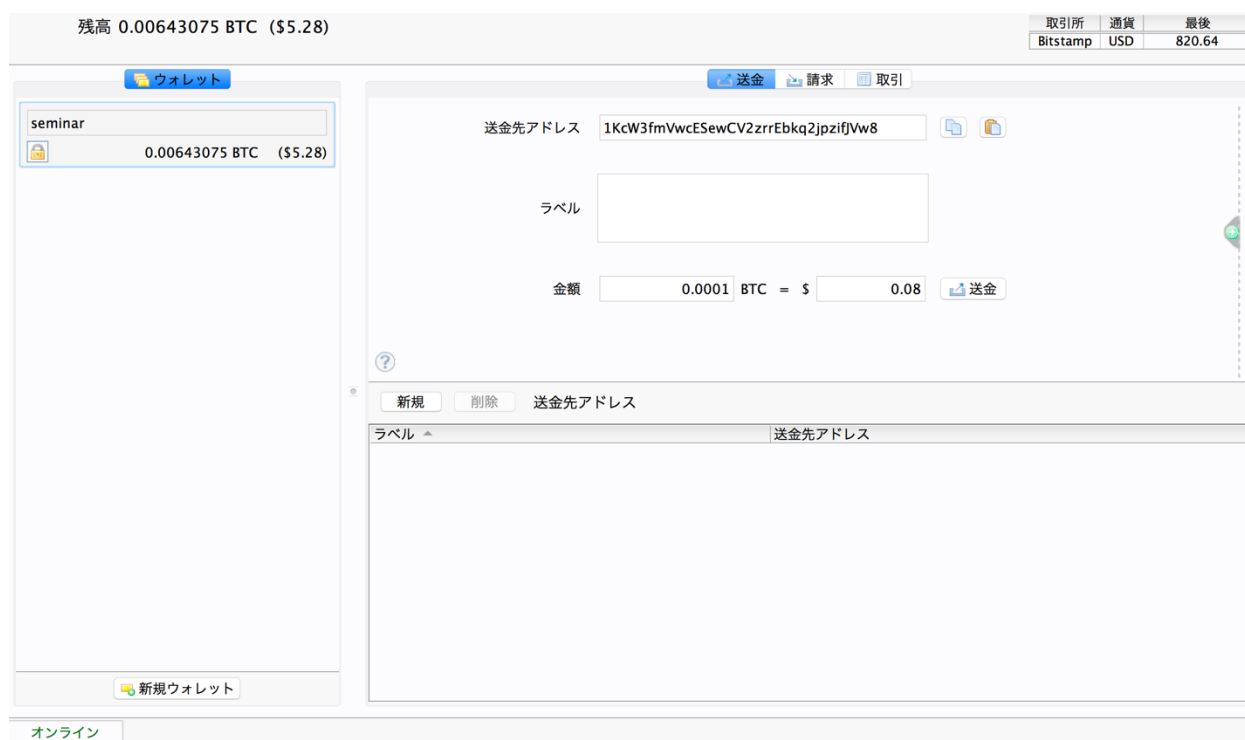 残高 0.00643075 BTC ($5.28)
取引所 通貨 最後
Bitstamp USD 820.64
ウォレット
送金 請求 取引
seminar
0.00643075 BTC ($5.28)
送金先アドレス 1KcW3fmVwcESewCV2zrrEbkq2jpzifJVw8
ラベル
金額 0.0001 BTC = $ 0.08 送金
?
新規 削除 送金先アドレス
ラベル 送金先アドレス
新規ウォレット
オンライン